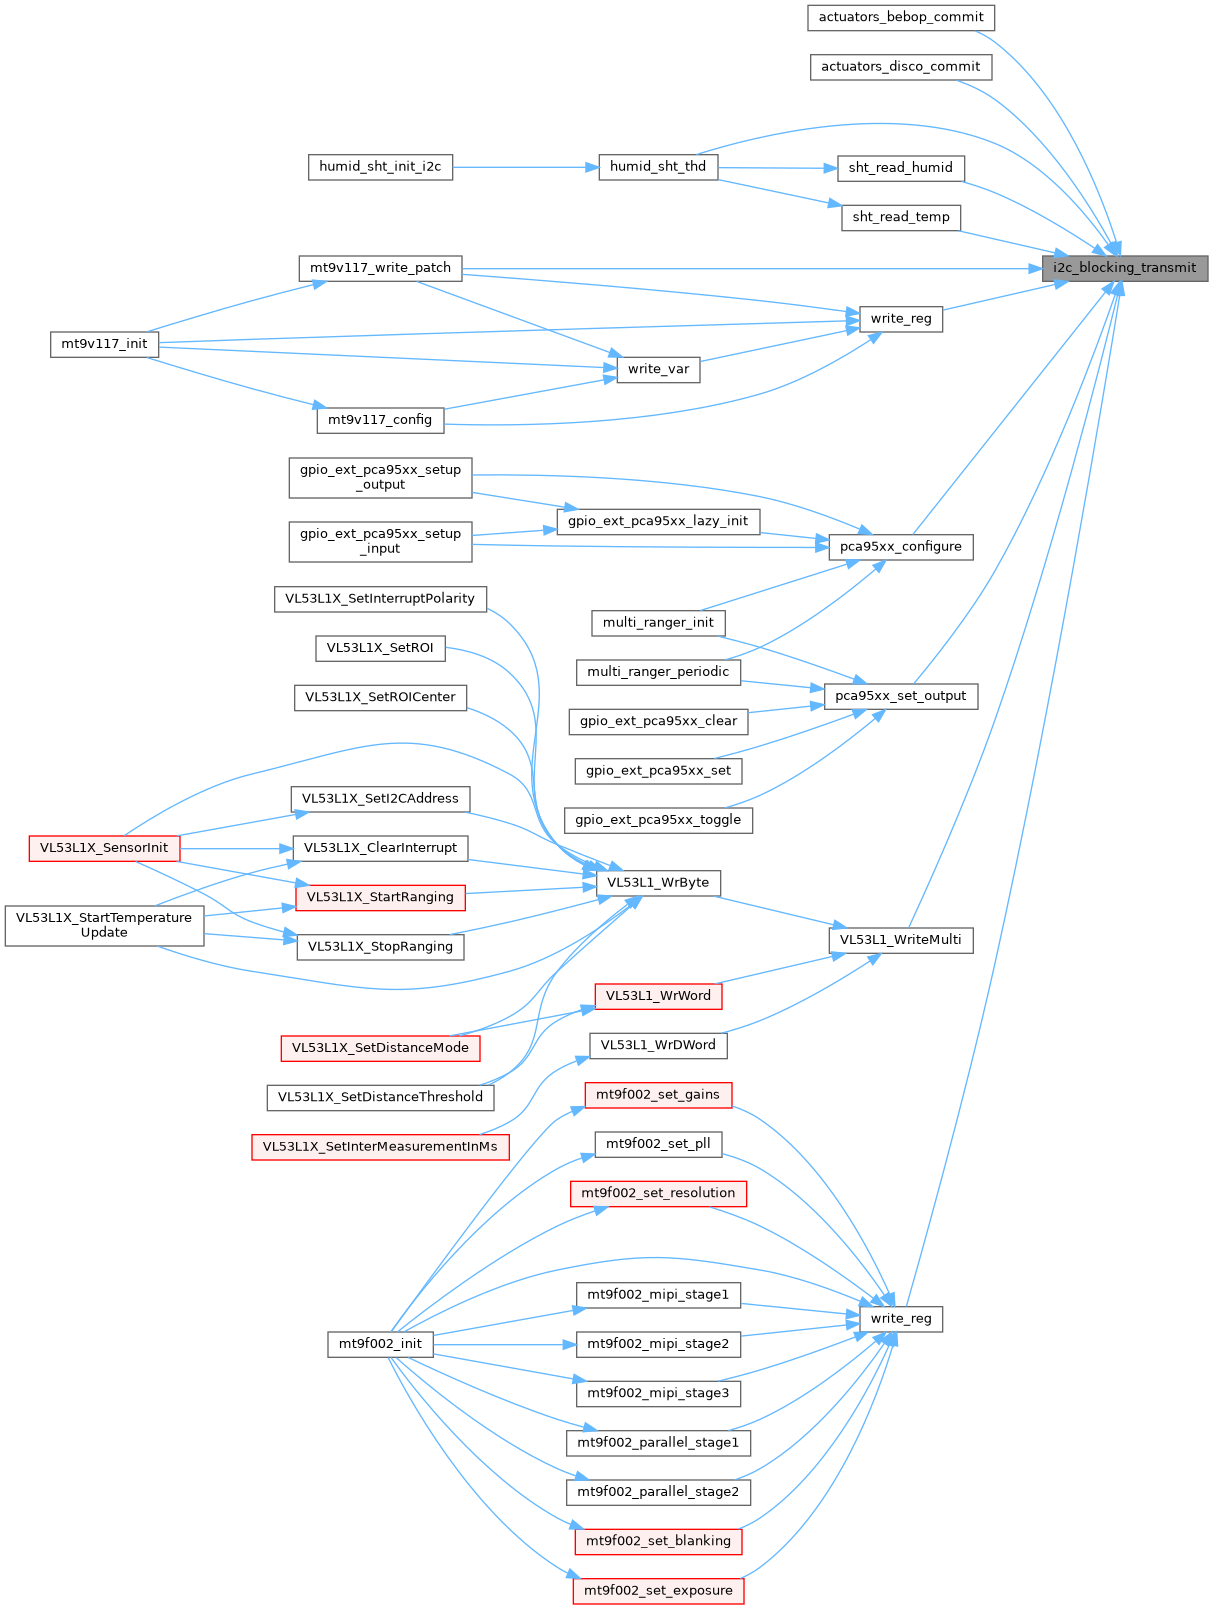 actuators_bebop_commit
actuators_disco_commit
humid_sht_init_i2c
humid_sht_thd
sht_read_humid
sht_read_temp
i2c_blocking_transmit
mt9v117_write_patch
write_reg
mt9v117_init
write_var
mt9v117_config
gpio_ext_pca95xx_setup
_output
gpio_ext_pca95xx_lazy_init
gpio_ext_pca95xx_setup
_input
pca95xx_configure
VL53L1X_SetInterruptPolarity
multi_ranger_init
VL53L1X_SetROI
multi_ranger_periodic
VL53L1X_SetROICenter
pca95xx_set_output
gpio_ext_pca95xx_clear
gpio_ext_pca95xx_set
VL53L1X_SetI2CAddress
gpio_ext_pca95xx_toggle
VL53L1X_SensorInit
VL53L1X_ClearInterrupt
VL53L1_WrByte
VL53L1X_StartRanging
VL53L1X_StartTemperature
Update
VL53L1X_StopRanging
VL53L1_WriteMulti
VL53L1_WrWord
VL53L1X_SetDistanceMode
VL53L1_WrDWord
VL53L1X_SetDistanceThreshold
mt9f002_set_gains
VL53L1X_SetInterMeasurementInMs
mt9f002_set_pll
mt9f002_set_resolution
mt9f002_mipi_stage1
write_reg
mt9f002_init
mt9f002_mipi_stage2
mt9f002_mipi_stage3
mt9f002_parallel_stage1
mt9f002_parallel_stage2
mt9f002_set_blanking
mt9f002_set_exposure